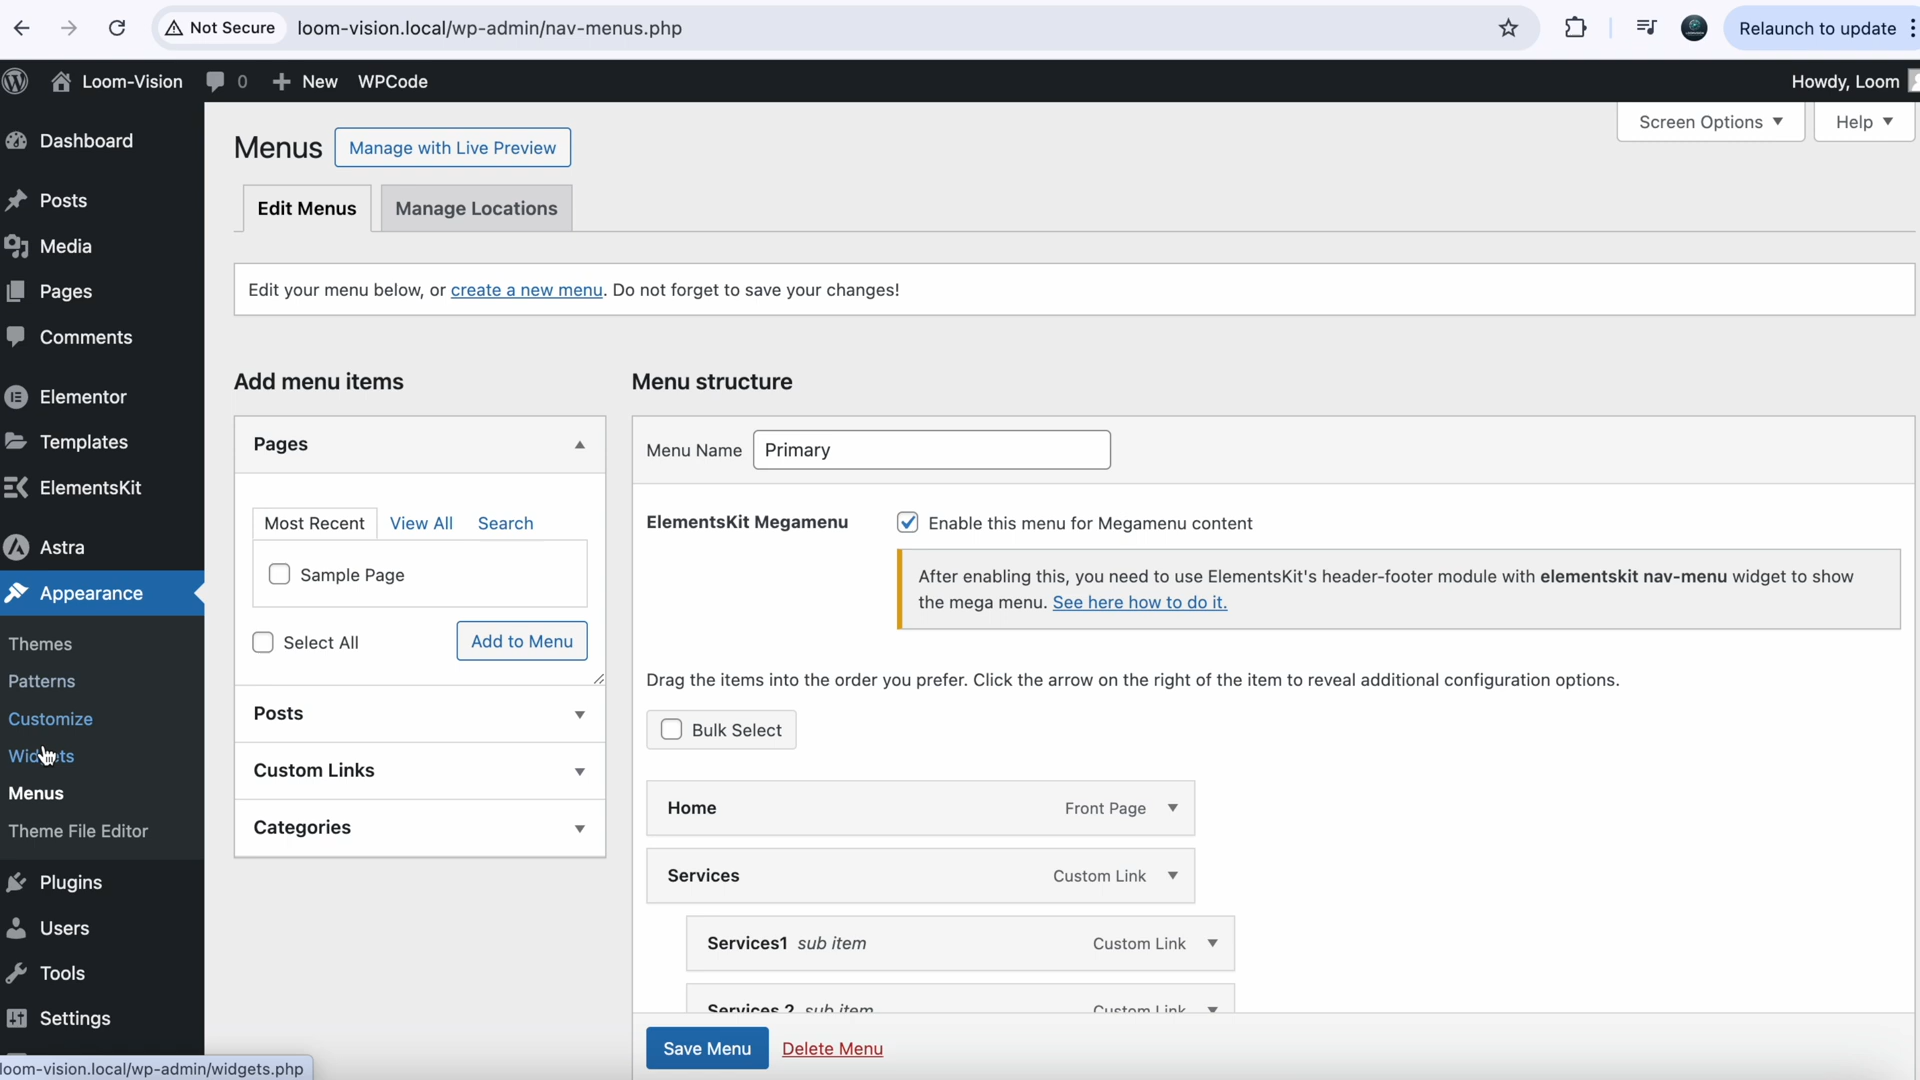 Not Secure
loom-vision.local/wp-admin/nav-menus.php
Relaunch to update
Loom-Vision
0
New
WPCode
Howdy, Loom
Dashboard
Posts
Media
Pages
Comments
Elementor
Templates
ElementsKit
Astra
Appearance
Themes
Patterns
Customize
Widgets
Menus
Theme File Editor
Plugins
Users
Tools
Settings
loom-vision.local/wp-admin/widgets.php
Screen Options
Help
Menus
Manage with Live Preview
Edit Menus
Manage Locations
Edit your menu below, or create a new menu. Do not forget to save your changes!
Add menu items
Pages
Most Recent
View All
Search
Sample Page
Select All
Add to Menu
Posts
Custom Links
Categories
Menu structure
Menu Name
Primary
ElementsKit Megamenu
Enable this menu for Megamenu content
After enabling this, you need to use ElementsKit's header-footer module with elementskit nav-menu widget to show
the mega menu. See here how to do it.
Drag the items into the order you prefer. Click the arrow on the right of the item to reveal additional configuration options.
Bulk Select
Home
Front Page
Services
Custom Link
Services1 sub item
Custom Link
Services 2 sub item
Custom Link
Save Menu
Delete Menu